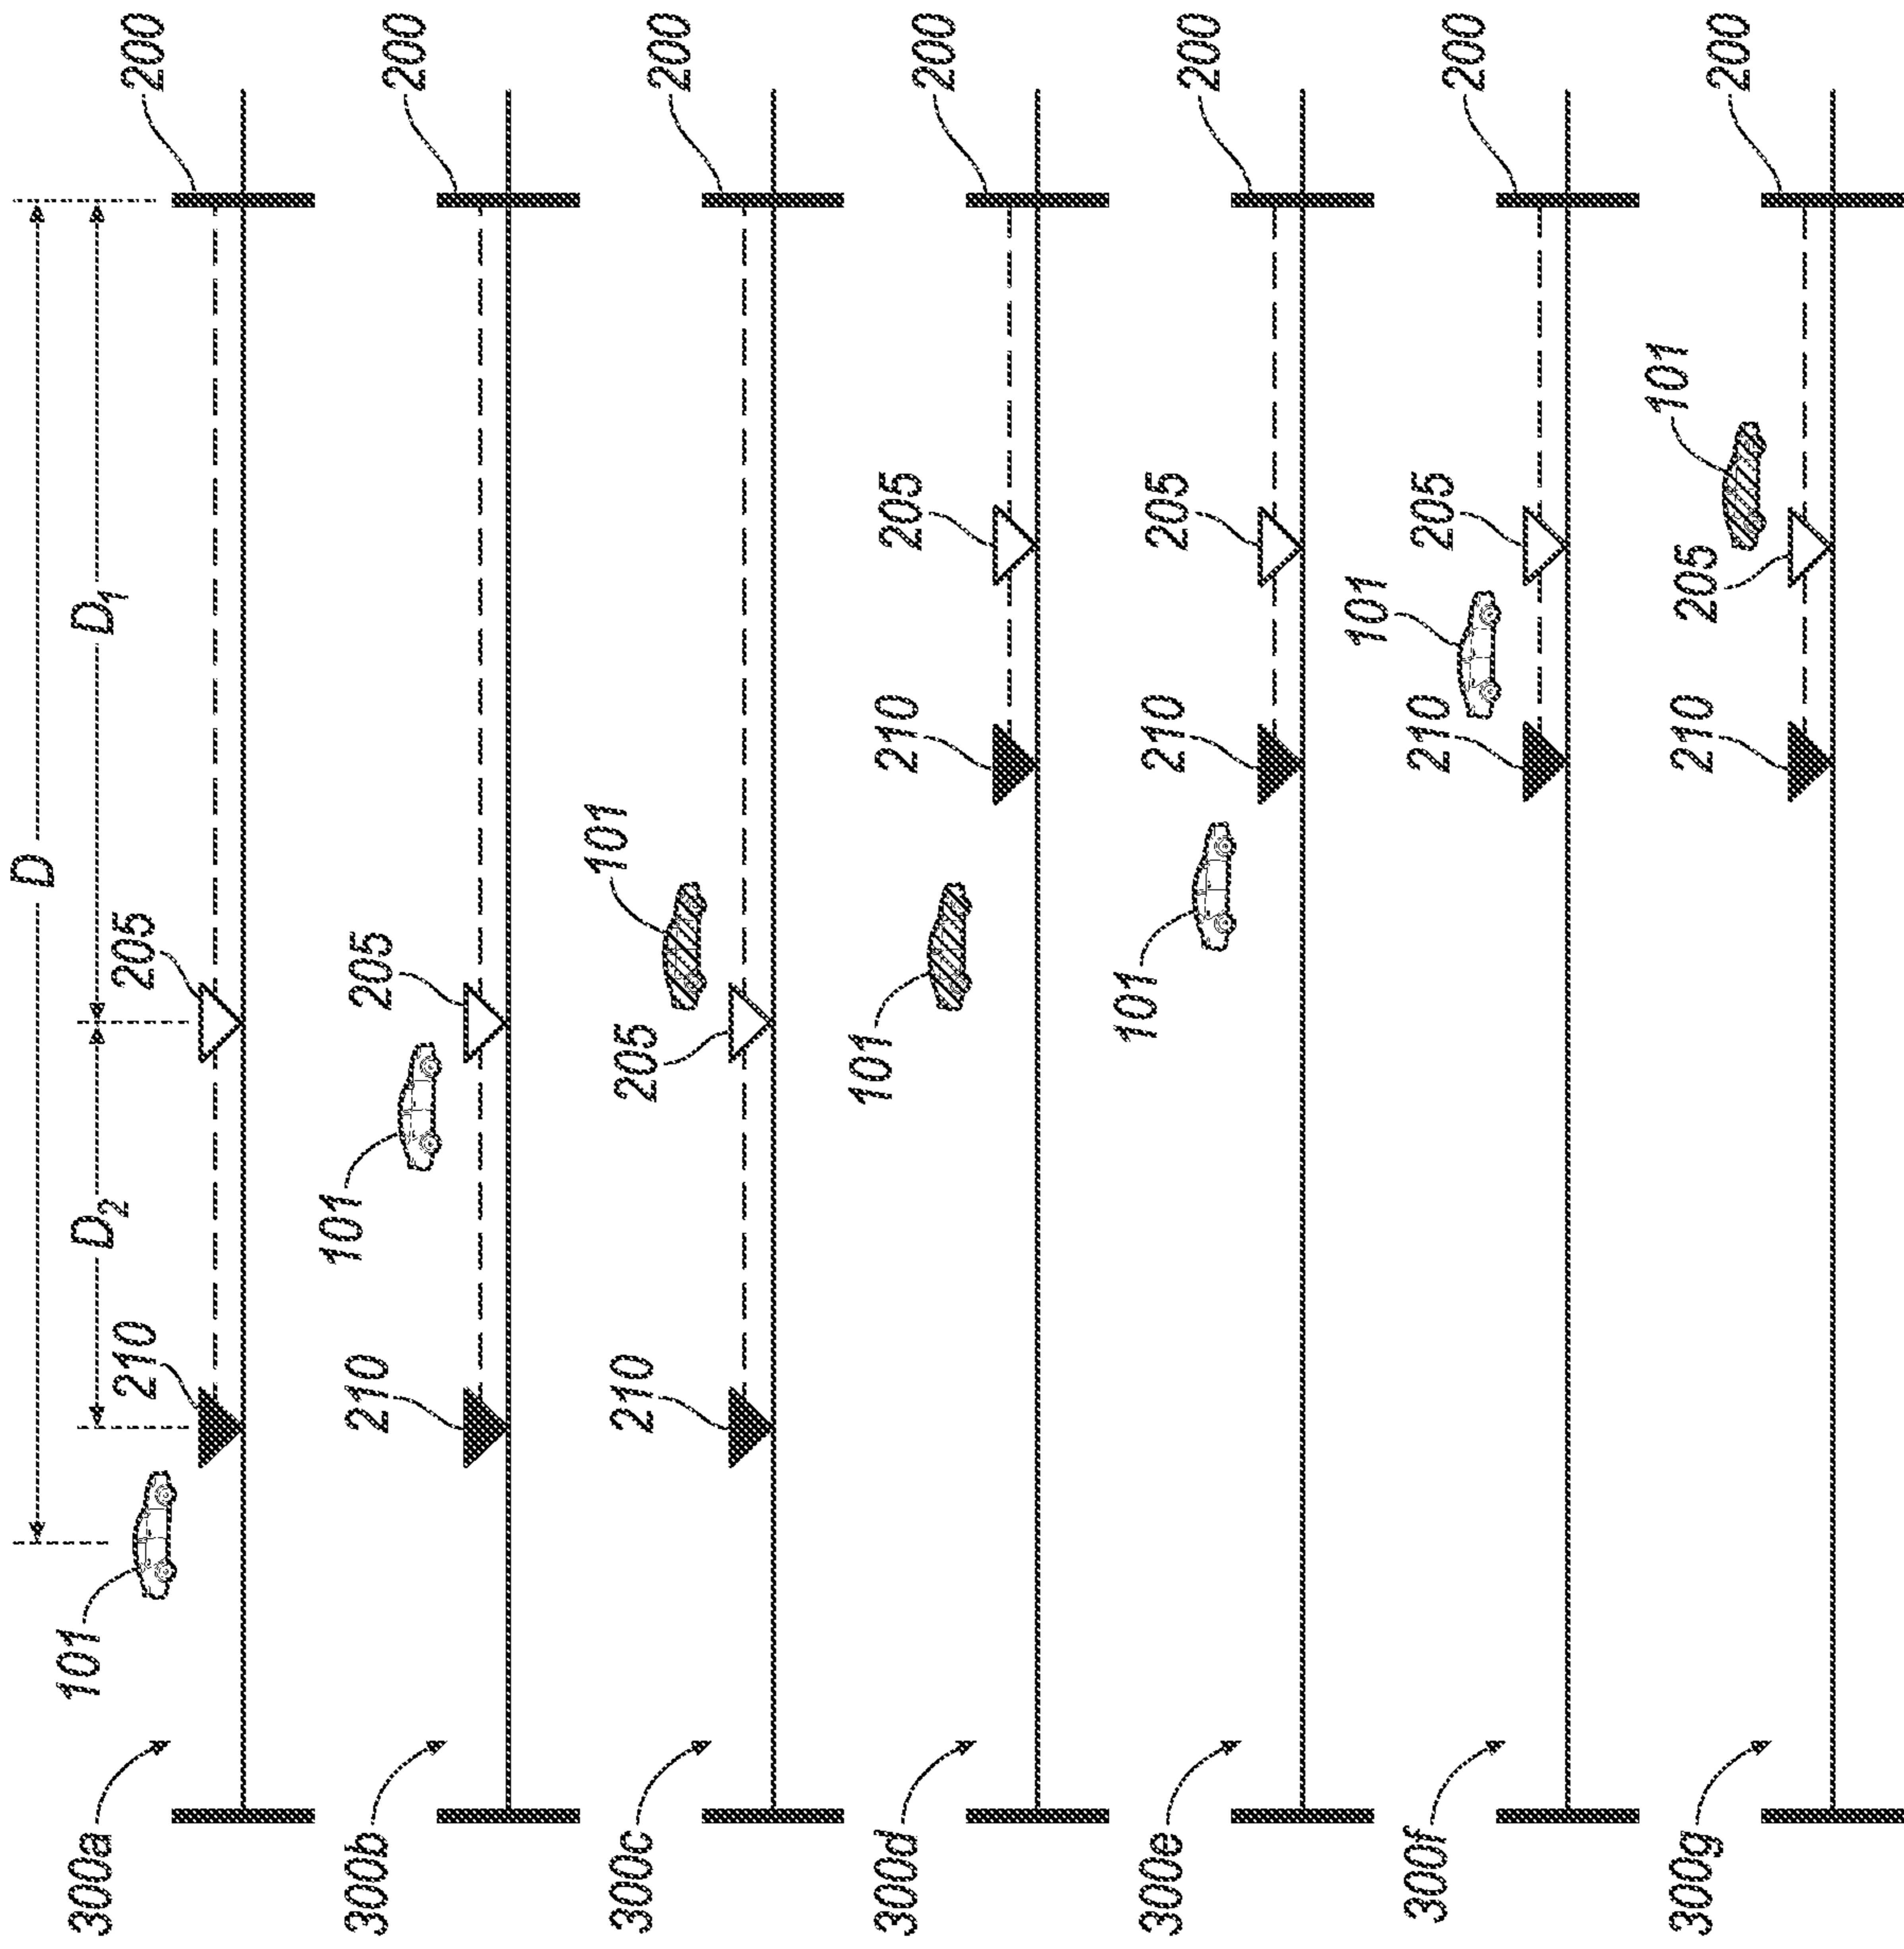 D
D2 D1
300a 101 210 205 200
300b 101 210 205 200
300c 210 205 101 200
300d 101 210 205 200
300e 101 210 205 200
300f 210 101 205 200
300g 210 205 101 200